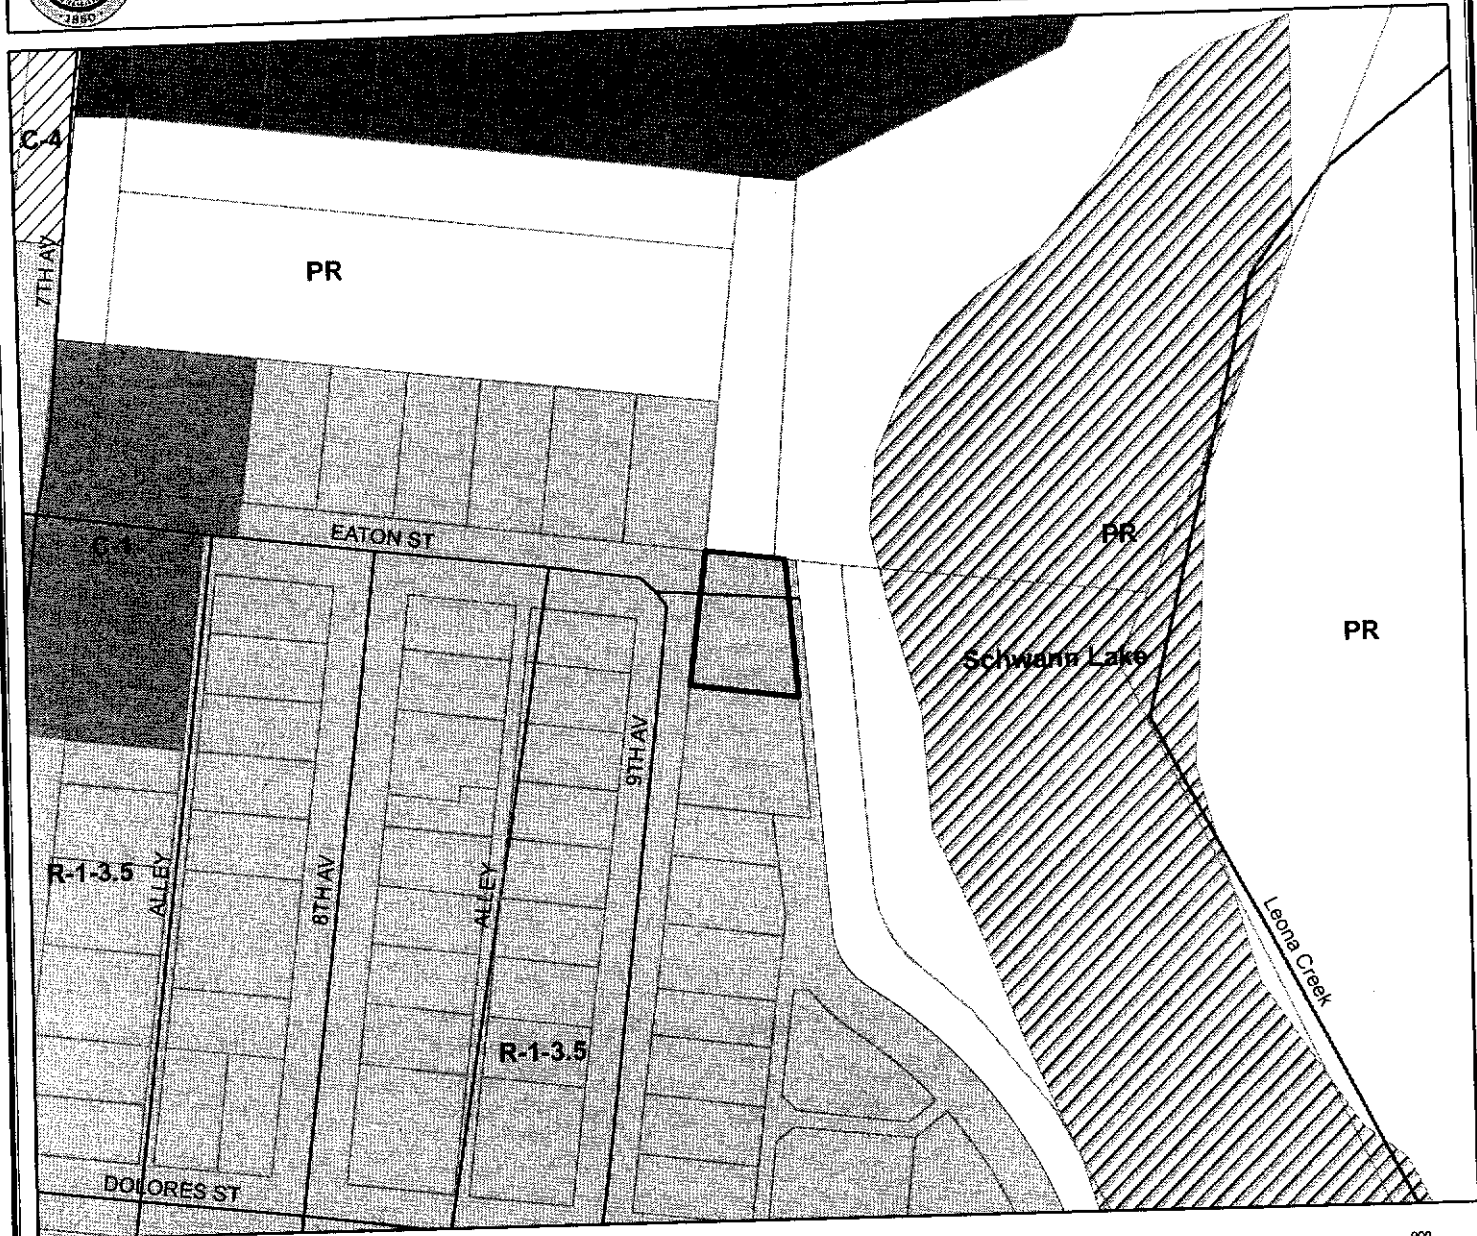 1850
C-4
7TH AV
PR
EATON ST
C-1
PR
PR
Schwann Lake
9TH AV
R-1-3.5
ALLEY
8TH AV
ALLEY
Leona Creek
R-1-3.5
DOLORES ST